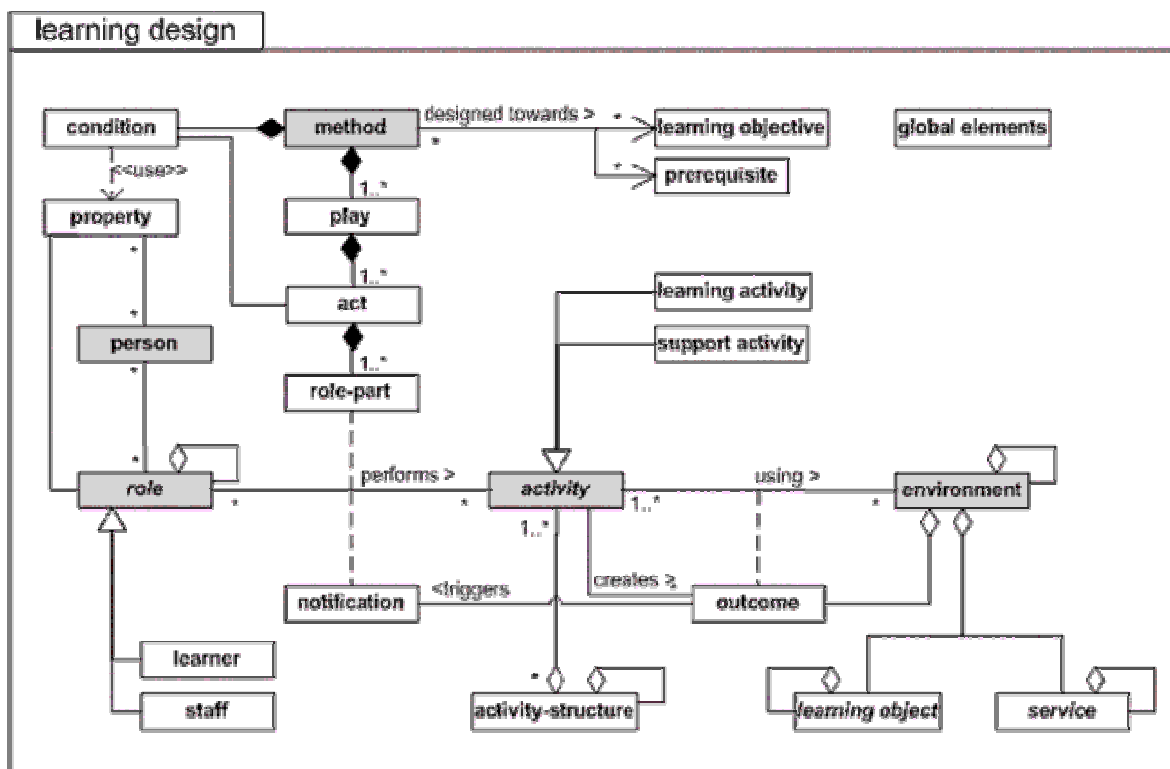 learning design
condition
method
designed towards >
*
*
learning objective
global elements
<<use>>
*
prerequisite
1..*
property
play
*
1..*
learning activity
act
*
person
support activity
*
1..*
role-part
*
role
performs >
activity
using >
environment
*
*
1..*
*
1..*
notification
<triggers
creates >
outcome
learner
*
staff
activity-structure
learning object
service